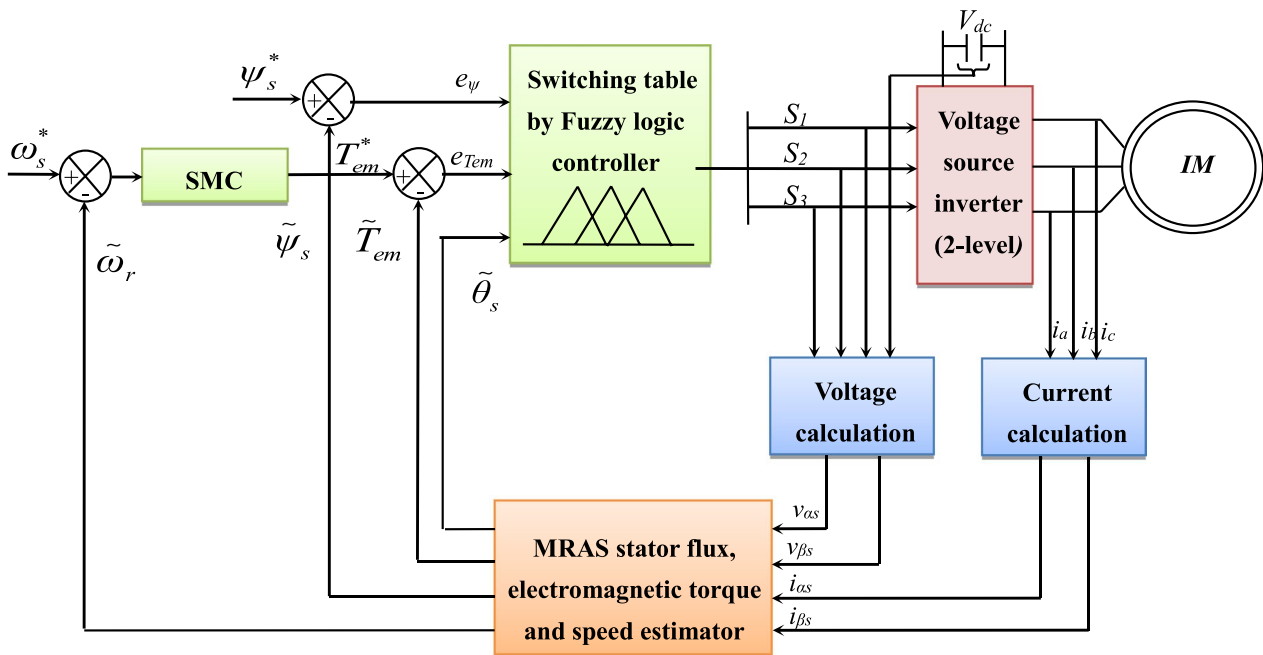 V_dc
ψ_s^*
+
-
e_ψ
Switching table
by Fuzzy logic
controller
S_1
S_2
S_3
Voltage
source
inverter
(2-level)
IM
ω_s^*
+
-
SMC
T_em^*
+
-
e_Tem
ω̃_r
ψ̃_s
T̃_em
θ̃_s
i_a
i_b
i_c
Voltage
calculation
Current
calculation
MRAS stator flux,
electromagnetic torque
and speed estimator
v_αs
v_βs
i_αs
i_βs